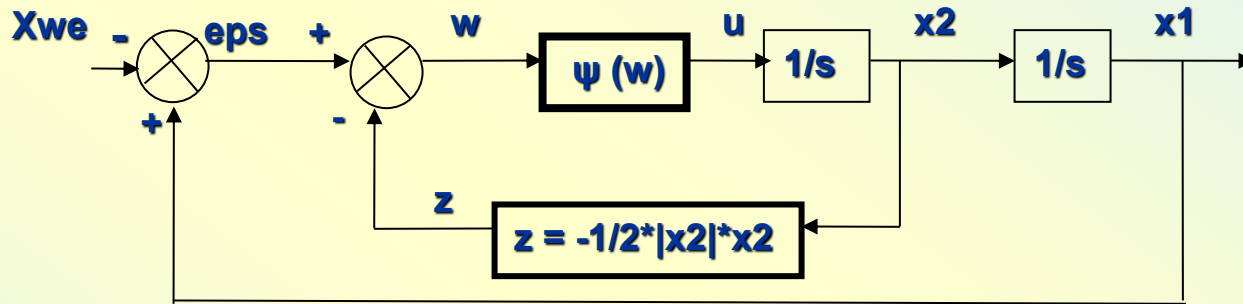 Xwe - eps + w u x2 x1
ψ (w) 1/s 1/s
+ -
z
z = -1/2*|x2|*x2